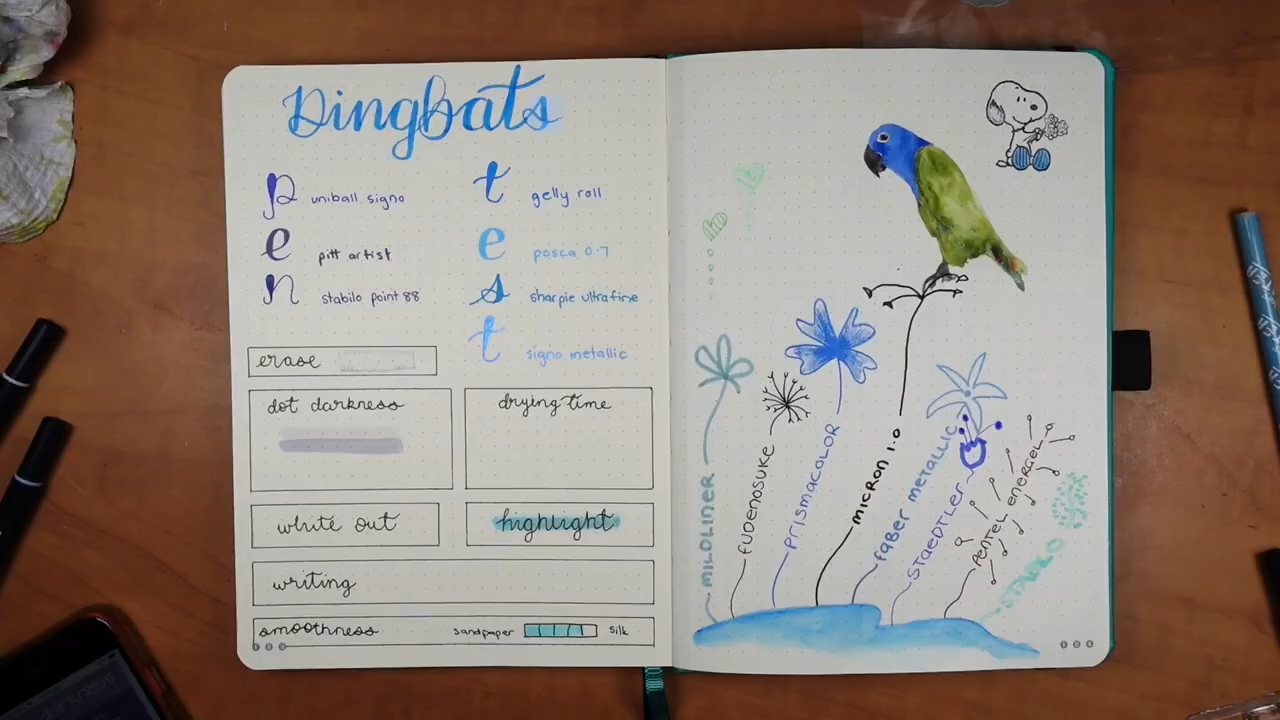 Dingbats
p uniball signo
e pitt artist
n stabilo point 88
t gelly roll
e posca 0.7
s sharpie ultrafine
t signo metallic
erase
dot darkness
drying time
white out
highlight
writing
smoothness sandpaper silk
MILDLINER
FUDENOSUKE
PRISMACOLOR
MICRON 1.0
FABER METALLIC
STAEDTLER
PENTEL ENERGEL